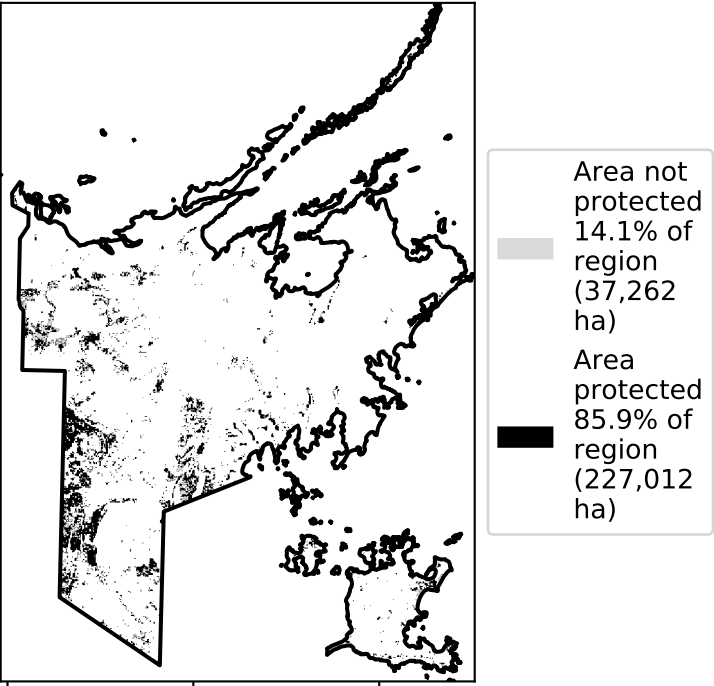 Area not
protected
14.1% of
region
(37,262
ha)
Area
protected
85.9% of
region
(227,012
ha)